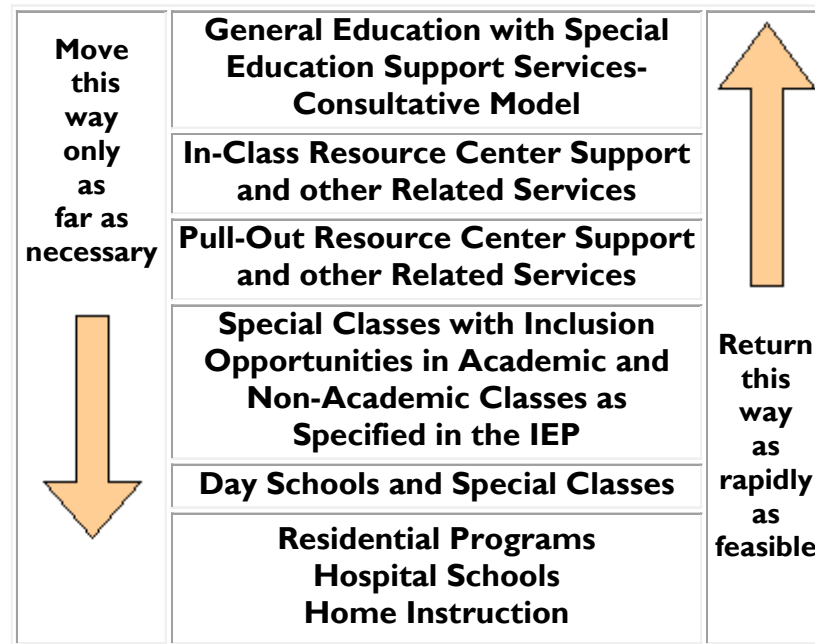 Move
this
way
only
as
far as
necessary
General Education with Special
Education Support Services-
Consultative Model
In-Class Resource Center Support
and other Related Services
Pull-Out Resource Center Support
and other Related Services
Special Classes with Inclusion
Opportunities in Academic and
Non-Academic Classes as
Specified in the IEP
Day Schools and Special Classes
Residential Programs
Hospital Schools
Home Instruction
Return
this
way
as
rapidly
as
feasible